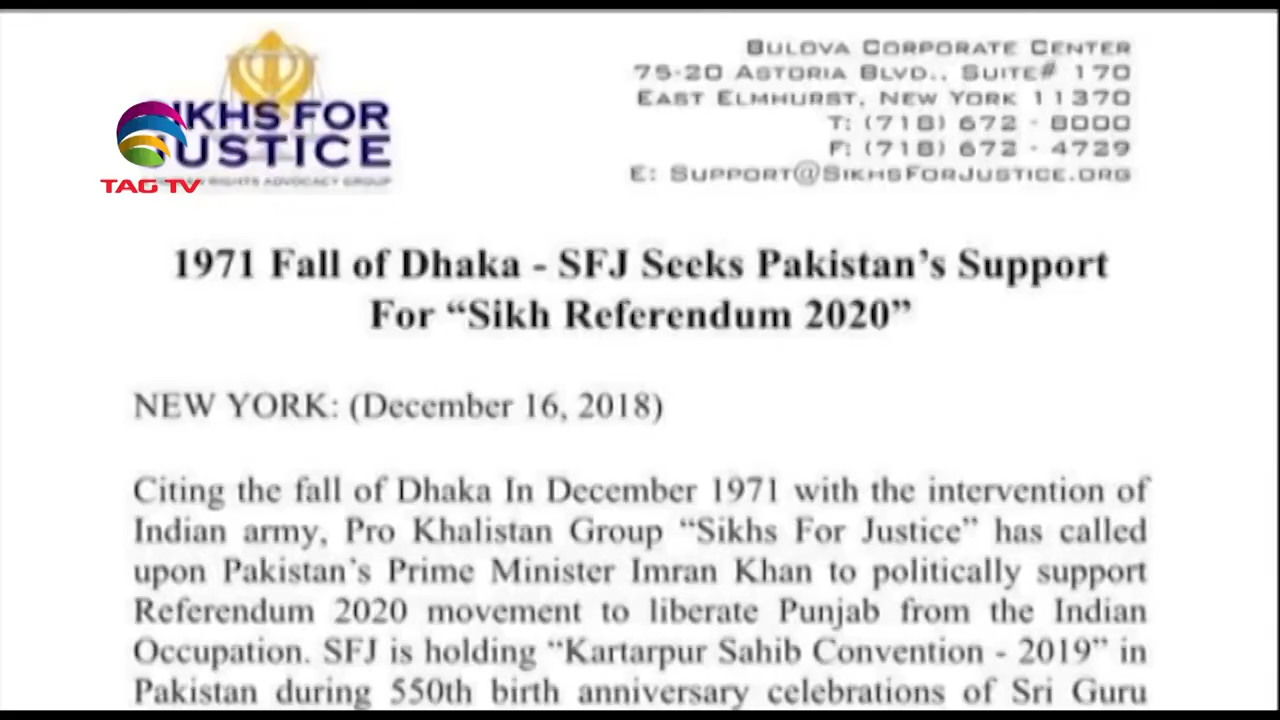 KHS FOR
USTICE
TAG TV
RIGHTS ADVOCACY GROUP
BULOVA CORPORATE CENTER
75-20 ASTORIA BLVD., SUITE# 170
EAST ELMHURST, NEW YORK 11370
T: (718) 672 - 8000
F: (718) 672 - 4729
E: SUPPORT@SIKHSFORJUSTICE.ORG
1971 Fall of Dhaka - SFJ Seeks Pakistan’s Support
For “Sikh Referendum 2020”
NEW YORK: (December 16, 2018)
Citing the fall of Dhaka In December 1971 with the intervention of
Indian army, Pro Khalistan Group “Sikhs For Justice” has called
upon Pakistan’s Prime Minister Imran Khan to politically support
Referendum 2020 movement to liberate Punjab from the Indian
Occupation. SFJ is holding “Kartarpur Sahib Convention - 2019” in
Pakistan during 550th birth anniversary celebrations of Sri Guru